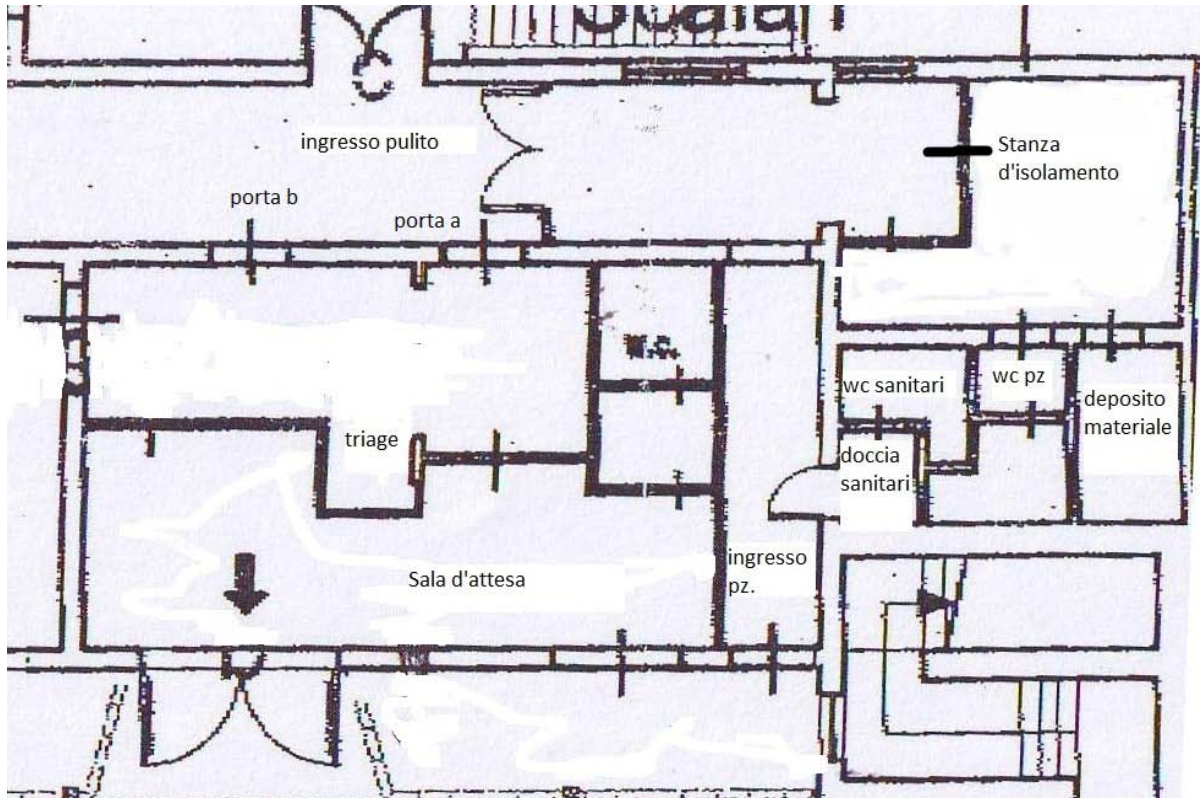 Scalari
ingresso pulito
Stanza
d'isolamento
porta b
porta a
W.C.
wc sanitari
wc pz
deposito
materiale
triage
doccia
sanitari
Sala d'attesa
ingresso
pz.